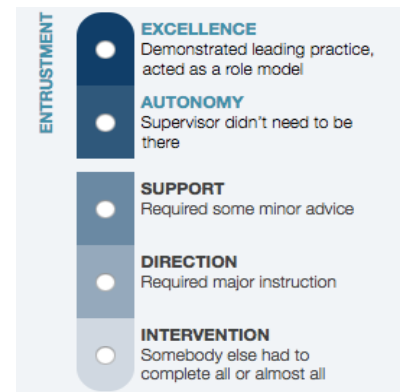 ENTRUSTMENT
EXCELLENCE
Demonstrated leading practice,
acted as a role model
AUTONOMY
Supervisor didn't need to be
there
SUPPORT
Required some minor advice
DIRECTION
Required major instruction
INTERVENTION
Somebody else had to
complete all or almost all